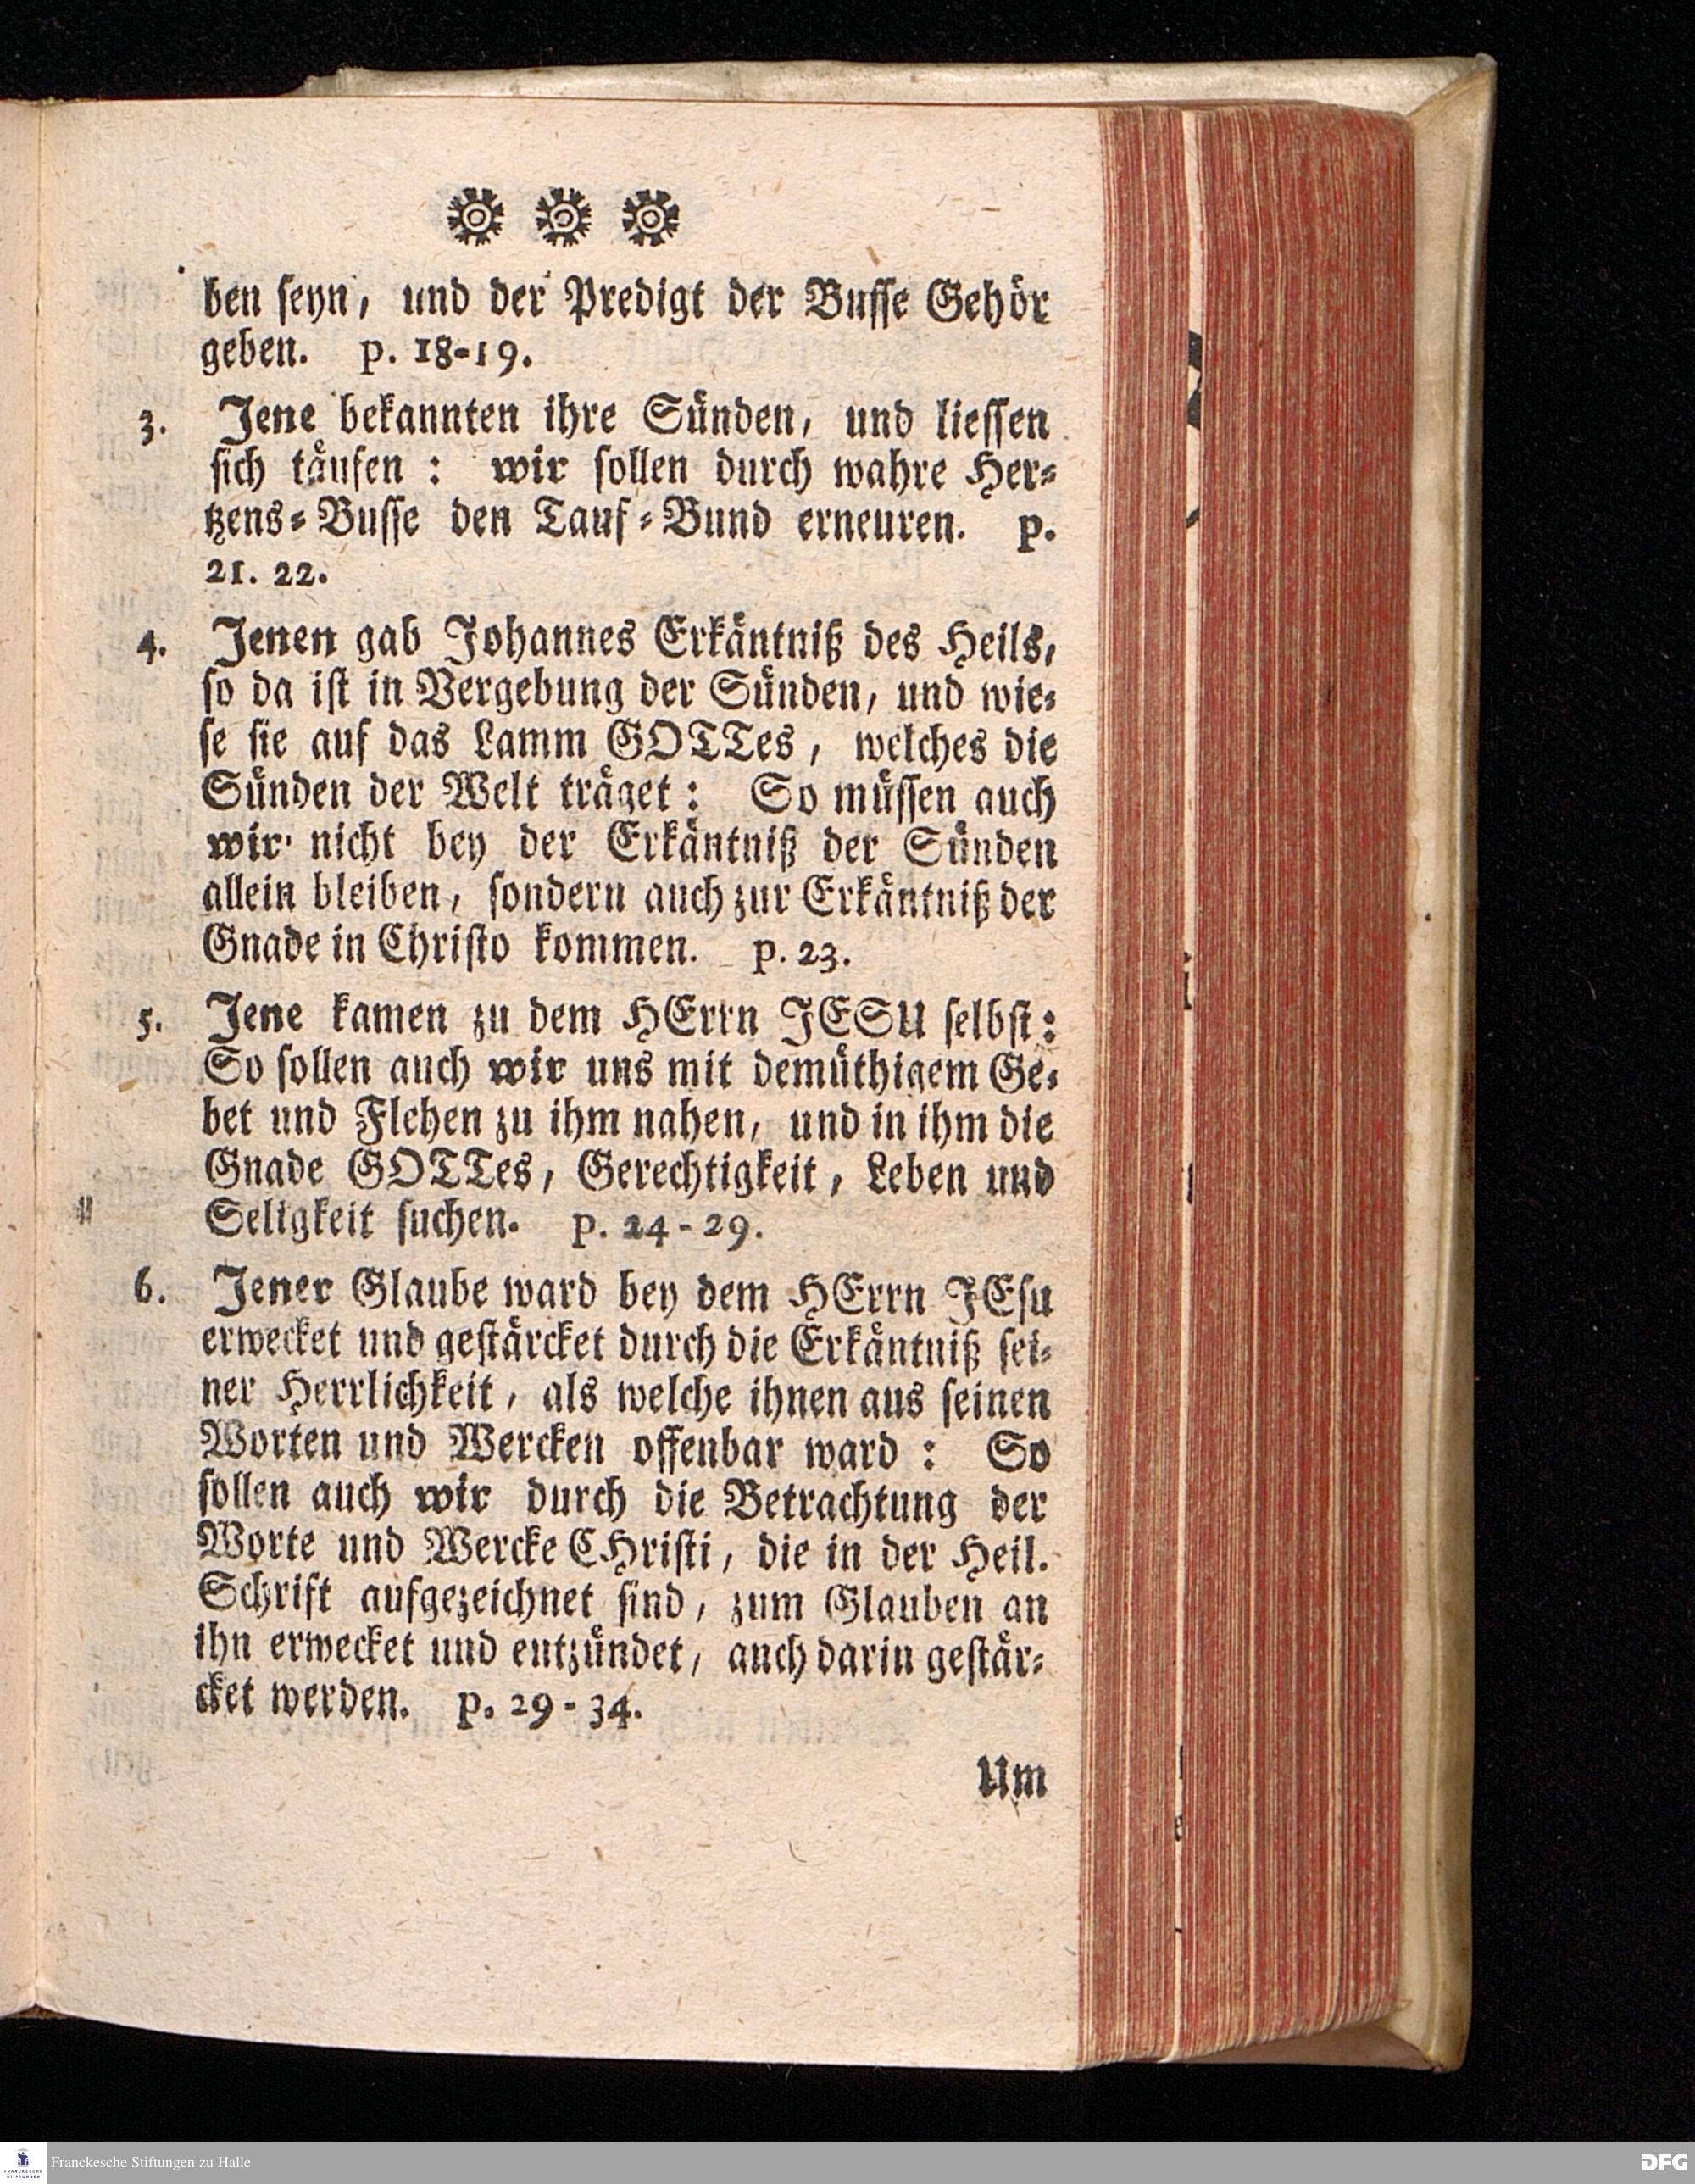 ben seyn, und der Predigt der Busse Gehör
geben. p. 18-19.
3. Jene bekannten ihre Sünden, und liessen
sich täufen: wir sollen durch wahre Her-
tzens-Busse den Tauf-Bund erneuren. p.
21. 22.
4. Jenen gab Johannes Erkäntniß des Heils,
so da ist in Vergebung der Sünden, und wie-
se sie auf das Lamm GOTTes, welches die
Sünden der Welt träget: So müssen auch
wir nicht bey der Erkäntniß der Sünden
allein bleiben, sondern auch zur Erkäntniß der
Gnade in Christo kommen. p. 23.
5. Jene kamen zu dem HErrn JESU selbst:
So sollen auch wir uns mit demüthigem Ge-
bet und Flehen zu ihm nahen, und in ihm die
Gnade GOTTes, Gerechtigkeit, Leben und
Seligkeit suchen. p. 24-29.
6. Jener Glaube ward bey dem HErrn JEsu
erwecket und gestärcket durch die Erkäntniß sei-
ner Herrlichkeit, als welche ihnen aus seinen
Worten und Wercken offenbar ward: So
sollen auch wir durch die Betrachtung der
Worte und Wercke CHristi, die in der Heil.
Schrift aufgezeichnet sind, zum Glauben an
ihn erwecket und entzündet, auch darin gestär-
cket werden. p. 29-34.
Um
FRANCKESCHE
STIFTUNGEN
Franckesche Stiftungen zu Halle
DFG